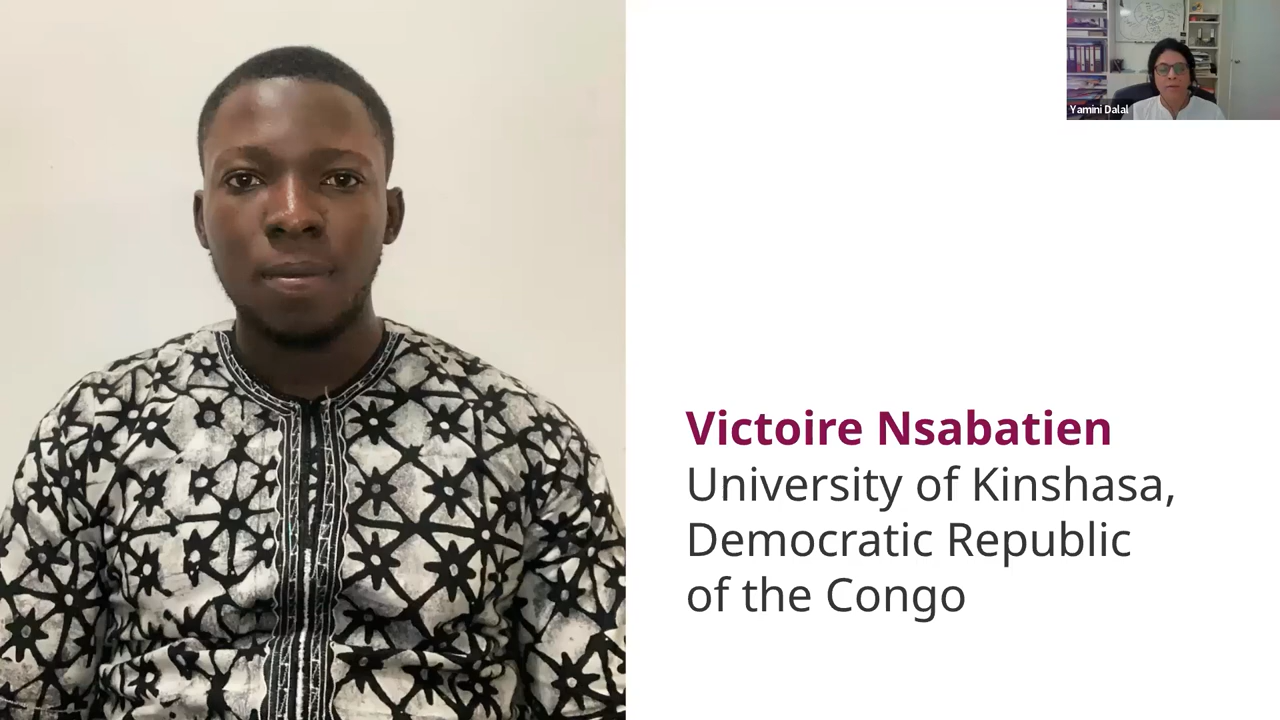 Yamini Dalal
Victoire Nsabatien
University of Kinshasa,
Democratic Republic
of the Congo